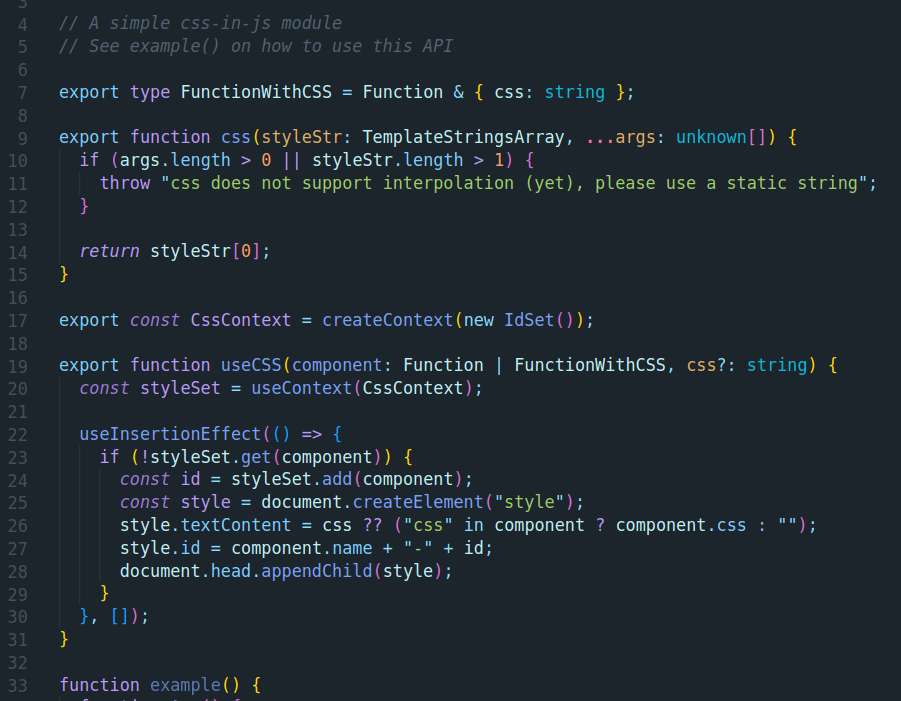 3
4 // A simple css-in-js module
5 // See example() on how to use this API
6
7 export type FunctionWithCSS = Function & { css: string };
8
9 export function css(styleStr: TemplateStringsArray, ...args: unknown[]) {
10 if (args.length > 0 || styleStr.length > 1) {
11 throw "css does not support interpolation (yet), please use a static string";
12 }
13
14 return styleStr[0];
15 }
16
17 export const CssContext = createContext(new IdSet());
18
19 export function useCSS(component: Function | FunctionWithCSS, css?: string) {
20 const styleSet = useContext(CssContext);
21
22 useInsertionEffect(() => {
23 if (!styleSet.get(component)) {
24 const id = styleSet.add(component);
25 const style = document.createElement("style");
26 style.textContent = css ?? ("css" in component ? component.css : "");
27 style.id = component.name + "-" + id;
28 document.head.appendChild(style);
29 }
30 }, []);
31 }
32
33 function example() {